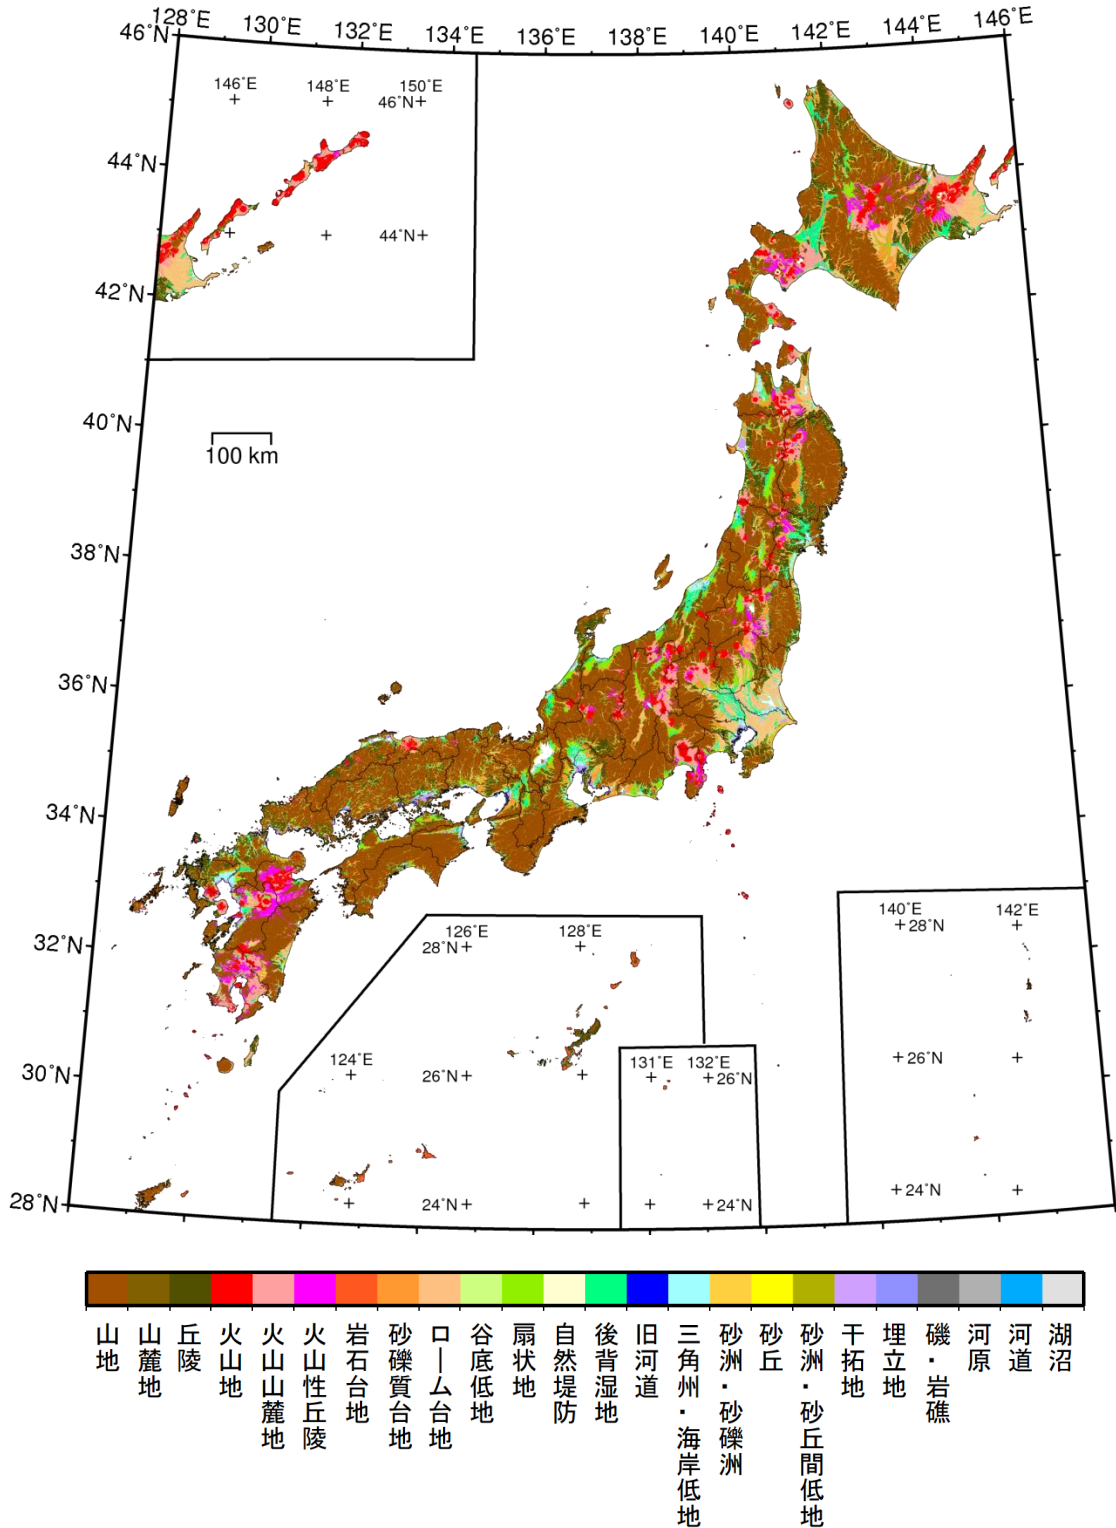 128°E 130°E 132°E 134°E 136°E 138°E 140°E 142°E 144°E 146°E
46°N
146°E 148°E 150°E
46°N
44°N
44°N
42°N
40°N
100 km
38°N
36°N
34°N
32°N
140°E 142°E
28°N
126°E 128°E
28°N
26°N
124°E
131°E 132°E
26°N
26°N
30°N
24°N
24°N
24°N
28°N
山地
山麓地
丘陵
火山地
火山山麓地
火山性丘陵
岩石台地
砂礫質台地
ローム台地
谷底低地
扇状地
自然堤防
後背湿地
旧河道
三角州・海岸低地
砂洲・砂礫洲
砂丘
砂洲・砂丘間低地
干拓地
埋立地
磯・岩礁
河原
河道
湖沼